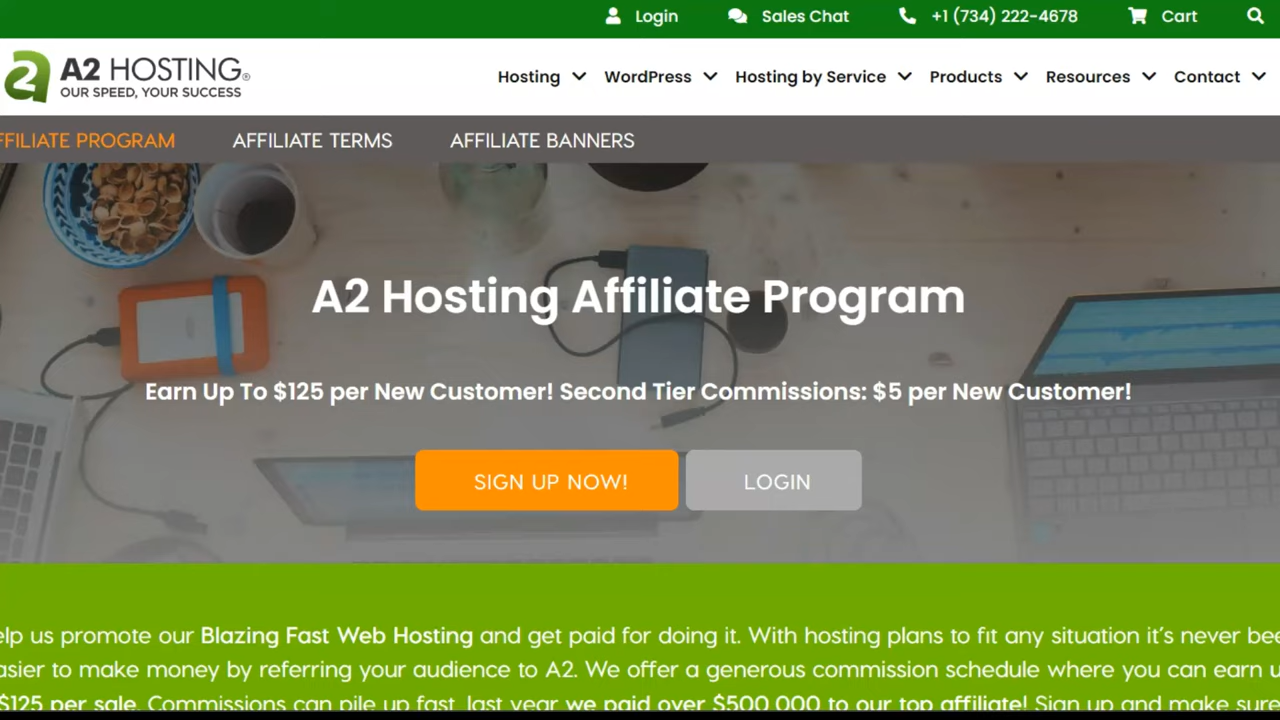 Login Sales Chat +1 (734) 222-4678 Cart
A2 HOSTING®
OUR SPEED, YOUR SUCCESS
Hosting WordPress Hosting by Service Products Resources Contact
FFILIATE PROGRAM AFFILIATE TERMS AFFILIATE BANNERS
A2 Hosting Affiliate Program
Earn Up To $125 per New Customer! Second Tier Commissions: $5 per New Customer!
SIGN UP NOW! LOGIN
elp us promote our Blazing Fast Web Hosting and get paid for doing it. With hosting plans to fit any situation it's never bee
asier to make money by referring your audience to A2. We offer a generous commission schedule where you can earn u
$125 per sale. Commissions can pile up fast, last year we paid over $500,000 to our top affiliate! Sign up and make sure